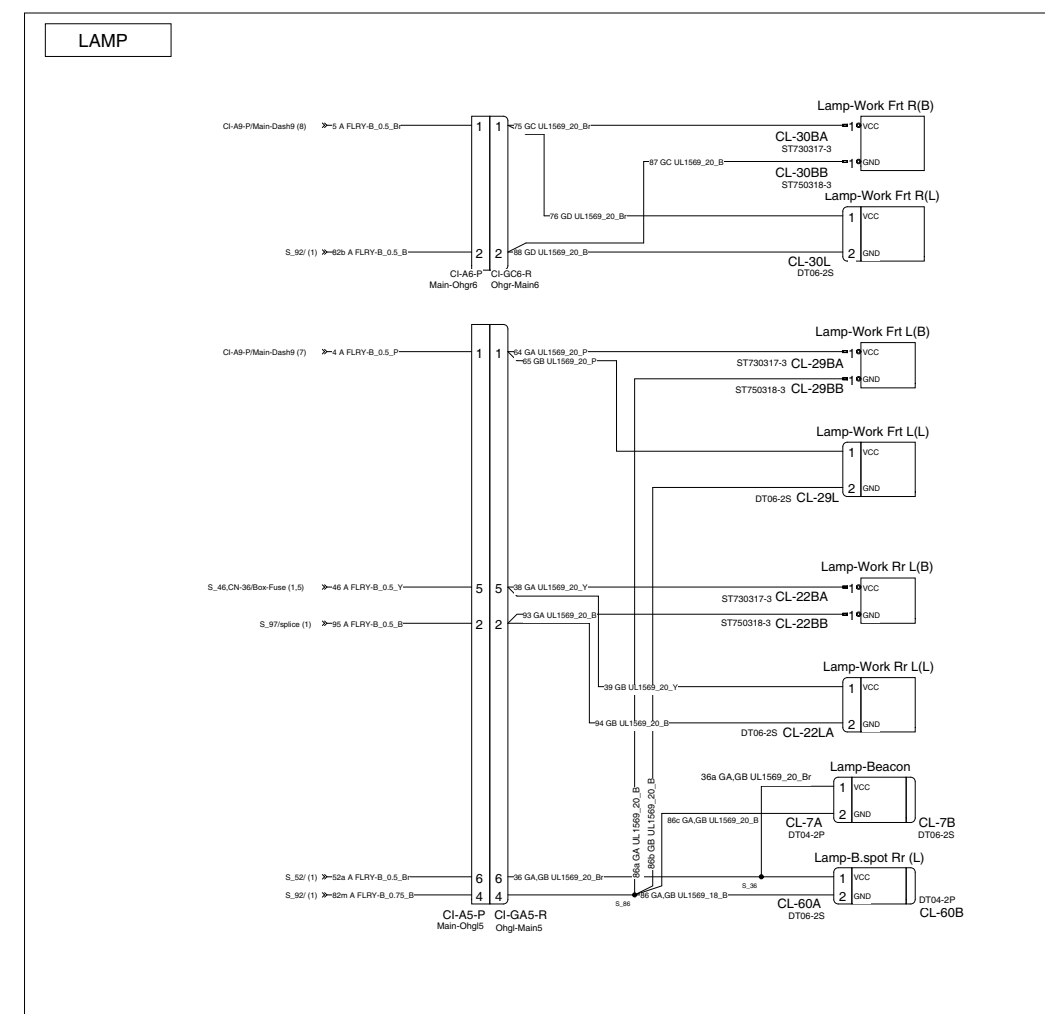 LAMP
Lamp-Work Frt R(B)
CI-A9-P/Main-Dash9 (8) 5 A FLRY-B_0.5_Br 1 1 75 GC UL1569_20_Br 1 VCC
CL-30BA
ST730317-3
87 GC UL1569_20_B 1 GND
CL-30BB
ST750318-3
Lamp-Work Frt R(L)
76 GD UL1569_20_Br 1 VCC
S_92/ (1) 82b A FLRY-B_0.5_B 2 2 88 GD UL1569_20_B 2 GND
CL-30L
DT06-2S
CI-A6-P CI-GC6-R
Main-Ohgr6 Ohgr-Main6
Lamp-Work Frt L(B)
CI-A9-P/Main-Dash9 (7) 4 A FLRY-B_0.5_P 1 1 64 GA UL1569_20_P 1 VCC
65 GB UL1569_20_P
ST730317-3 CL-29BA
1 GND
ST750318-3 CL-29BB
Lamp-Work Frt L(L)
1 VCC
2 GND
DT06-2S CL-29L
Lamp-Work Rr L(B)
S_46,CN-36/Box-Fuse (1,5) 46 A FLRY-B_0.5_Y 5 5 38 GA UL1569_20_Y 1 VCC
ST730317-3 CL-22BA
93 GA UL1569_20_B 1 GND
S_97/splice (1) 95 A FLRY-B_0.5_B 2 2
ST750318-3 CL-22BB
Lamp-Work Rr L(L)
39 GB UL1569_20_Y 1 VCC
94 GB UL1569_20_B 2 GND
DT06-2S CL-22LA
Lamp-Beacon
36a GA,GB UL1569_20_Br 1 VCC
86a GA UL1569_20_B
86b GB UL1569_20_B
86c GA,GB UL1569_20_B 2 GND
CL-7A CL-7B
DT04-2P DT06-2S
Lamp-B.spot Rr (L)
S_52/ (1) 52a A FLRY-B_0.5_Br 6 6 36 GA,GB UL1569_20_Br 1 VCC
S_36
S_92/ (1) 82m A FLRY-B_0.75_B 4 4 86 GA,GB UL1569_18_B 2 GND
S_86
CL-60A DT04-2P
DT06-2S CL-60B
CI-A5-P CI-GA5-R
Main-Ohgl5 Ohgl-Main5